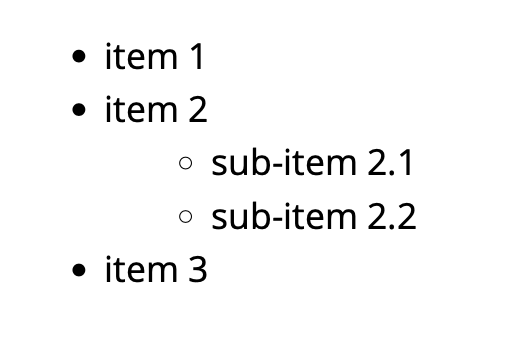 • item 1
• item 2
◦ sub-item 2.1
◦ sub-item 2.2
• item 3